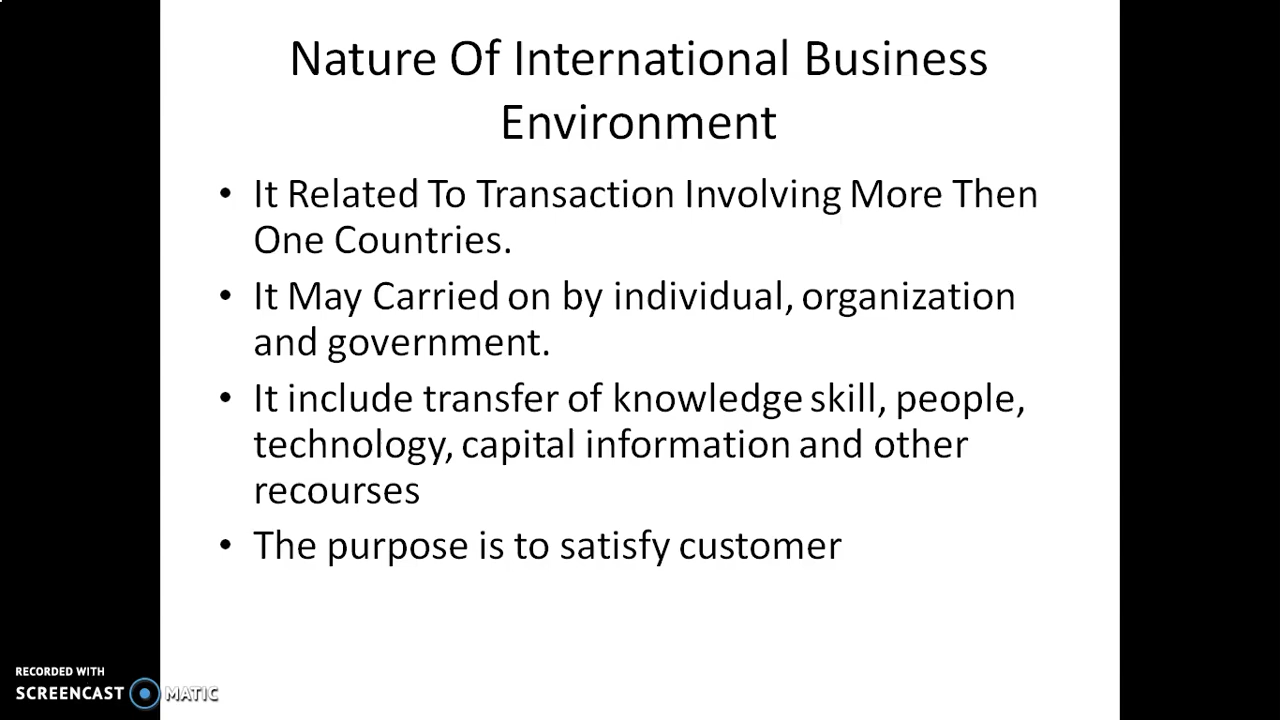 Nature Of International Business
Environment
• It Related To Transaction Involving More Then
One Countries.
• It May Carried on by individual, organization
and government.
• It include transfer of knowledge skill, people,
technology, capital information and other
recourses
• The purpose is to satisfy customer
RECORDED WITH
SCREENCAST MATIC